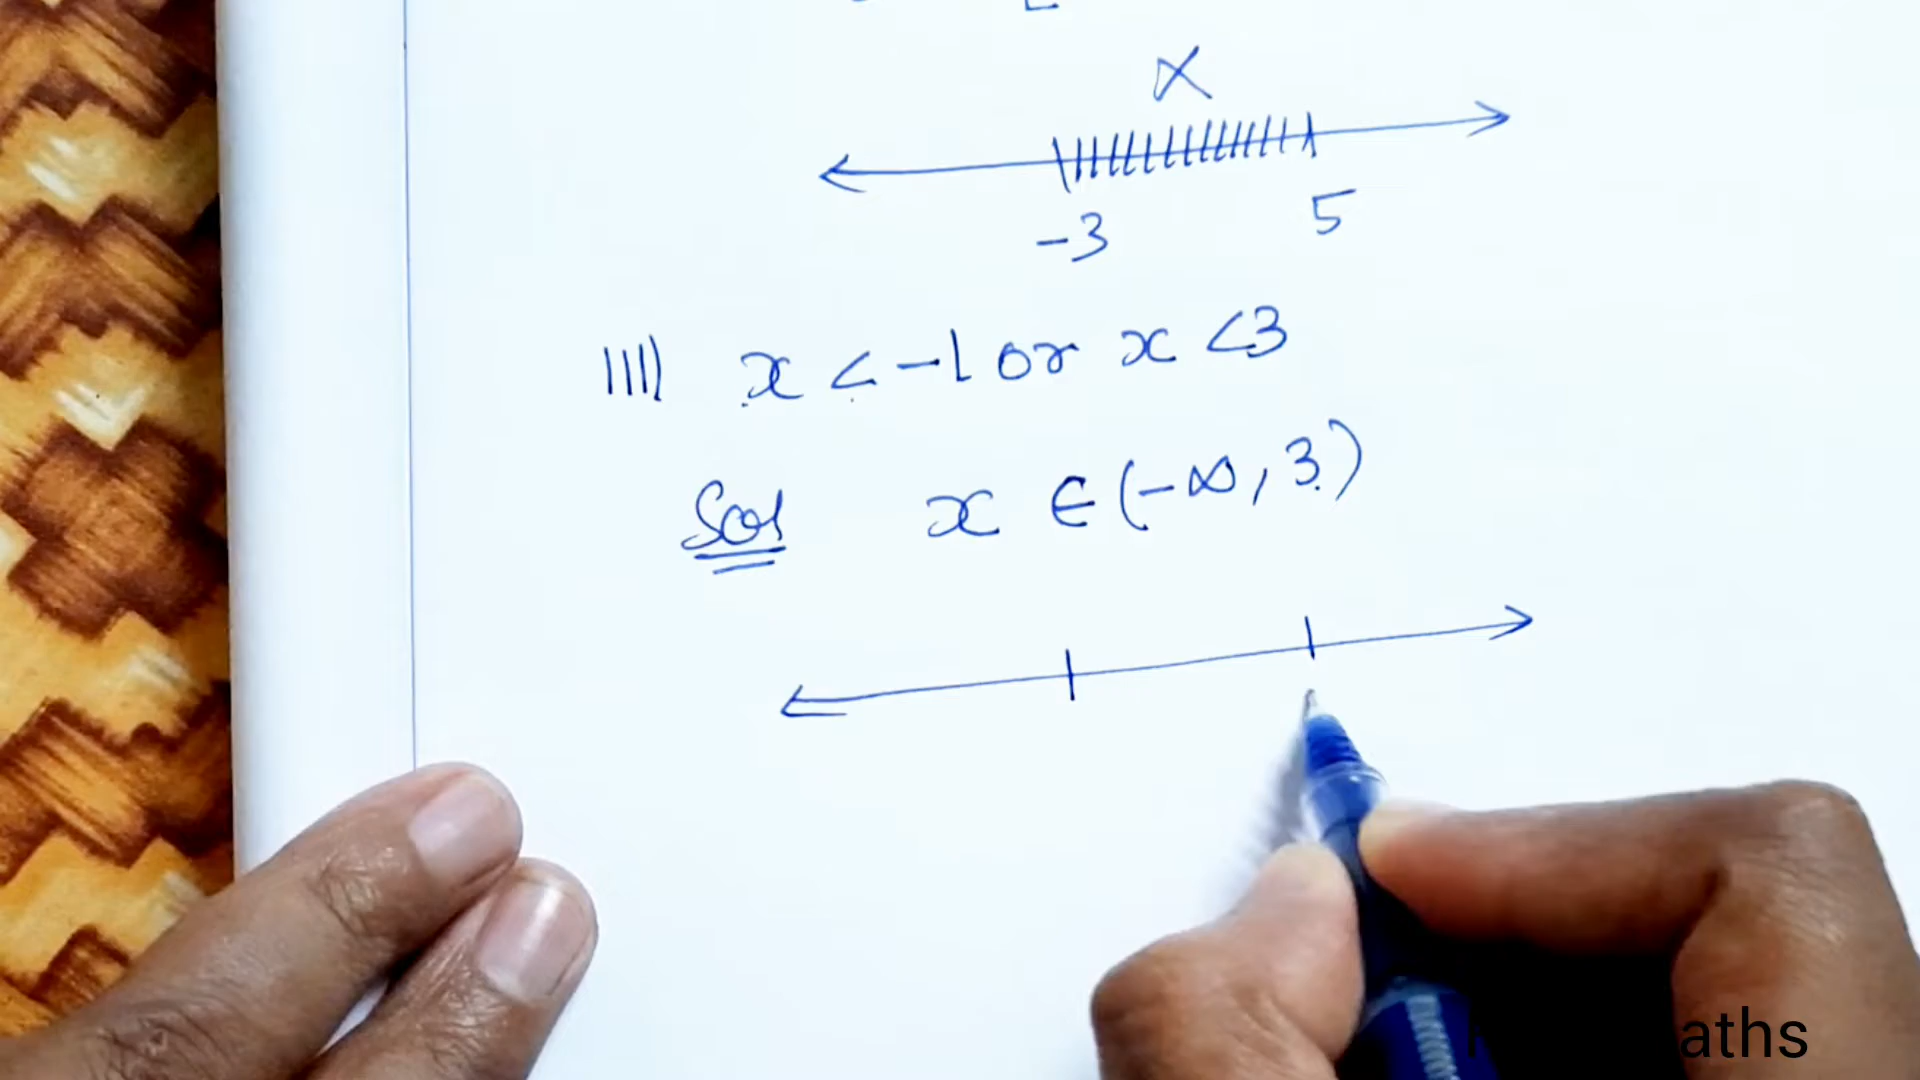 x
-3 5
III) x < -1 or x < 3
Sol x ∈ (-∞, 3)
aths